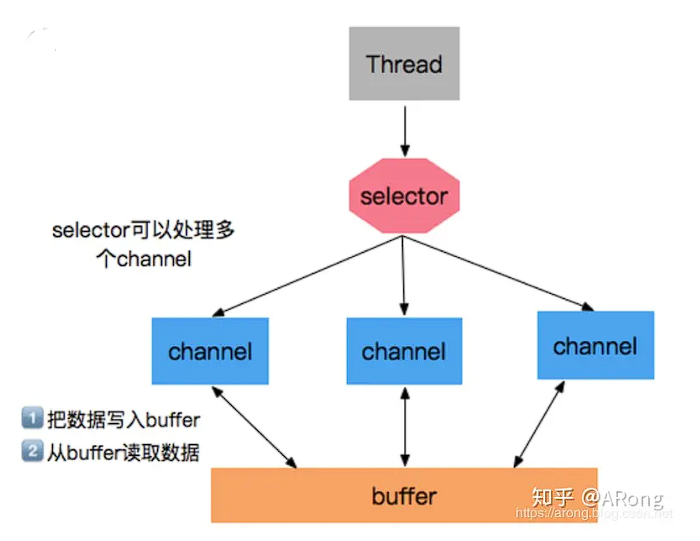 Thread
selector
selector可以处理多
个channel
channel
channel
channel
1 把数据写入buffer
2 从buffer读取数据
buffer
知乎 @ARong
https://arong.blog.csdn.net